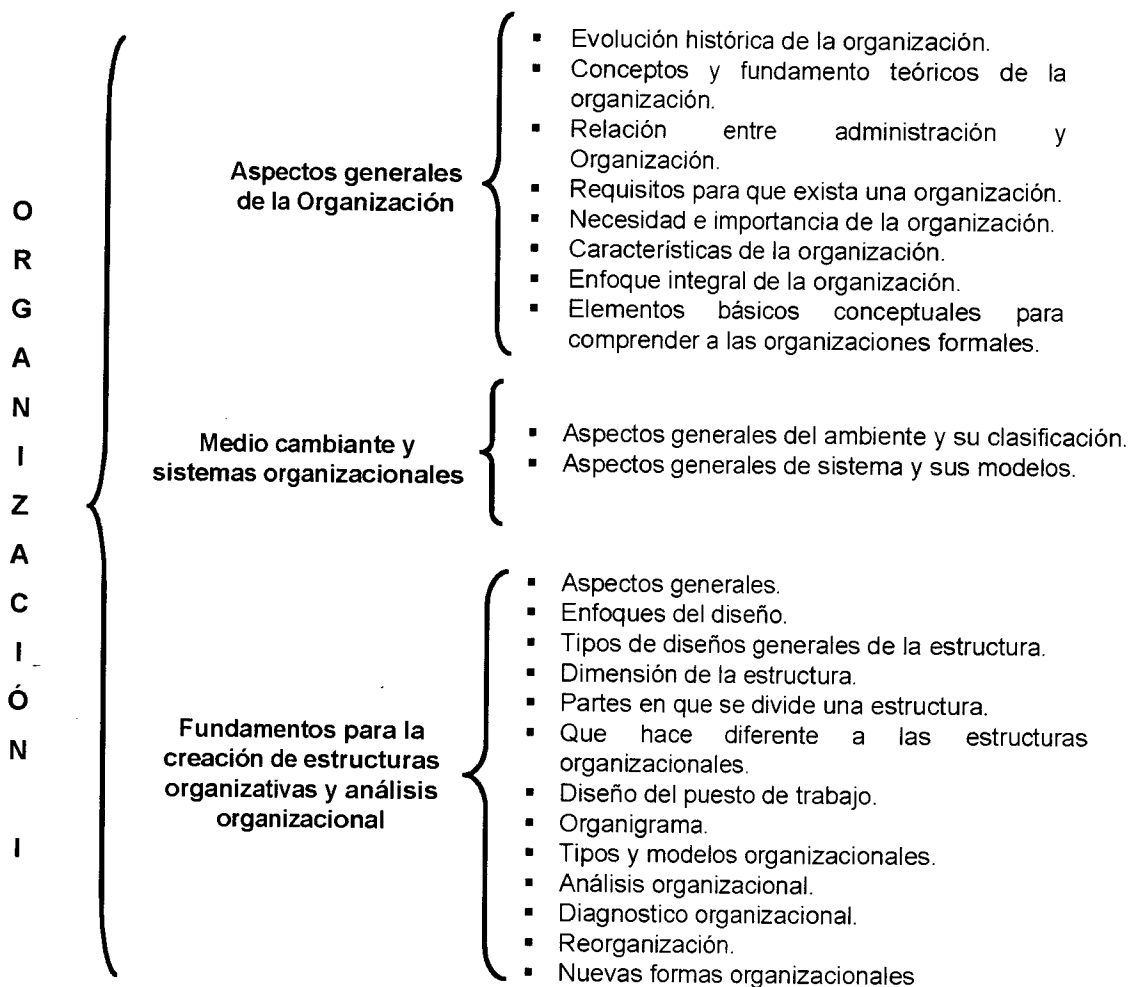 ORGANIZACIÓN I
Aspectos generales
de la Organización
▪ Evolución histórica de la organización.
▪ Conceptos y fundamento teóricos de la
organización.
▪ Relación entre administración y
Organización.
▪ Requisitos para que exista una organización.
▪ Necesidad e importancia de la organización.
▪ Características de la organización.
▪ Enfoque integral de la organización.
▪ Elementos básicos conceptuales para
comprender a las organizaciones formales.
Medio cambiante y
sistemas organizacionales
▪ Aspectos generales del ambiente y su clasificación.
▪ Aspectos generales de sistema y sus modelos.
Fundamentos para la
creación de estructuras
organizativas y análisis
organizacional
▪ Aspectos generales.
▪ Enfoques del diseño.
▪ Tipos de diseños generales de la estructura.
▪ Dimensión de la estructura.
▪ Partes en que se divide una estructura.
▪ Que hace diferente a las estructuras
organizacionales.
▪ Diseño del puesto de trabajo.
▪ Organigrama.
▪ Tipos y modelos organizacionales.
▪ Análisis organizacional.
▪ Diagnostico organizacional.
▪ Reorganización.
▪ Nuevas formas organizacionales